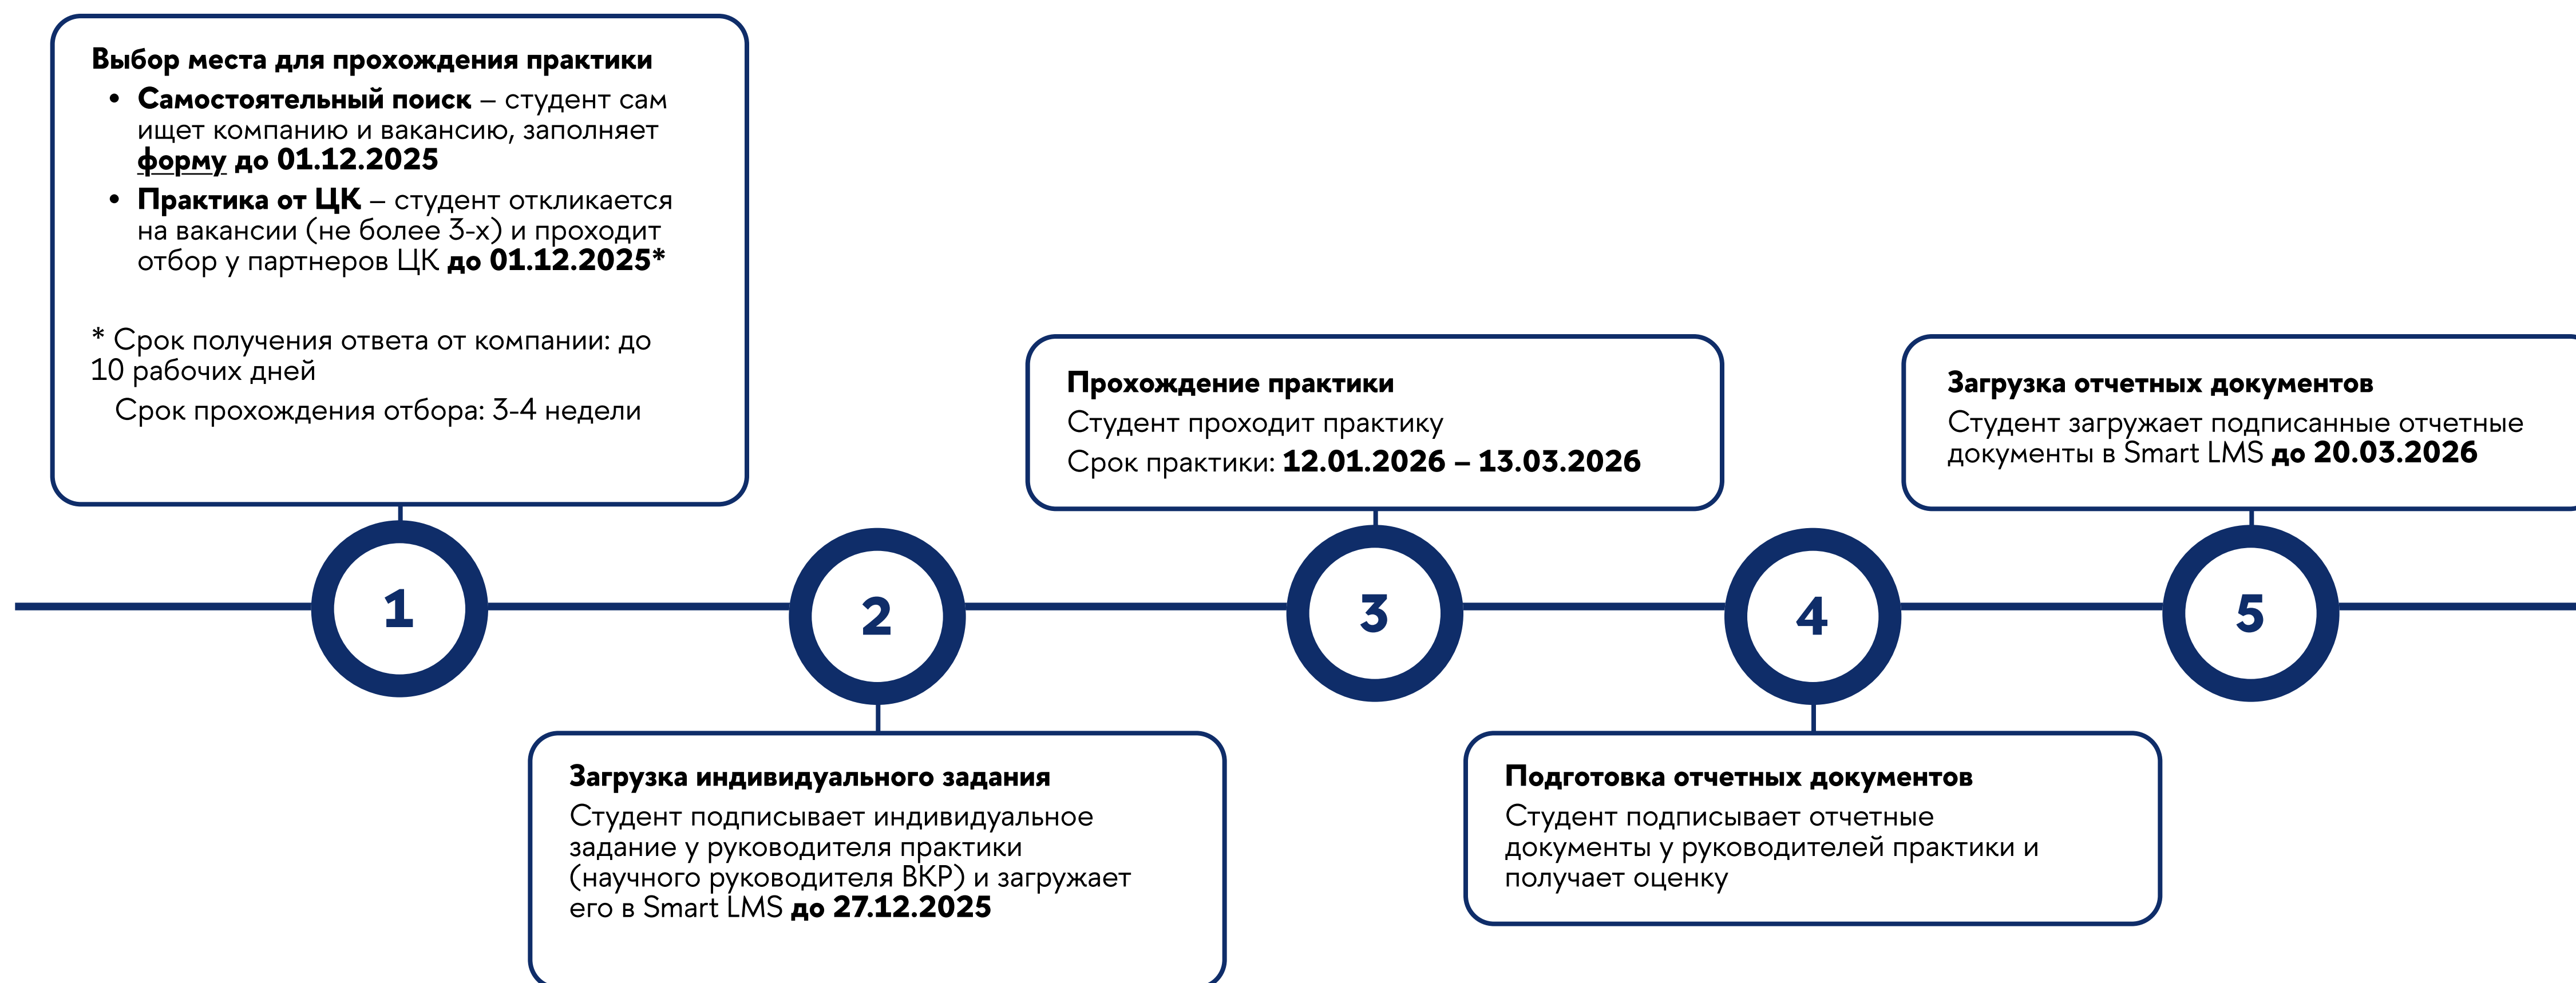 Выбор места для прохождения практики
• Самостоятельный поиск – студент сам
ищет компанию и вакансию, заполняет
форму до 01.12.2025
• Практика от ЦК – студент откликается
на вакансии (не более 3-х) и проходит
отбор у партнеров ЦК до 01.12.2025*
* Срок получения ответа от компании: до
10 рабочих дней
Срок прохождения отбора: 3-4 недели
1
2
Загрузка индивидуального задания
Студент подписывает индивидуальное
задание у руководителя практики
(научного руководителя ВКР) и загружает
его в Smart LMS до 27.12.2025
Прохождение практики
Студент проходит практику
Срок практики: 12.01.2026 – 13.03.2026
3
4
Подготовка отчетных документов
Студент подписывает отчетные
документы у руководителей практики и
получает оценку
Загрузка отчетных документов
Студент загружает подписанные отчетные
документы в Smart LMS до 20.03.2026
5